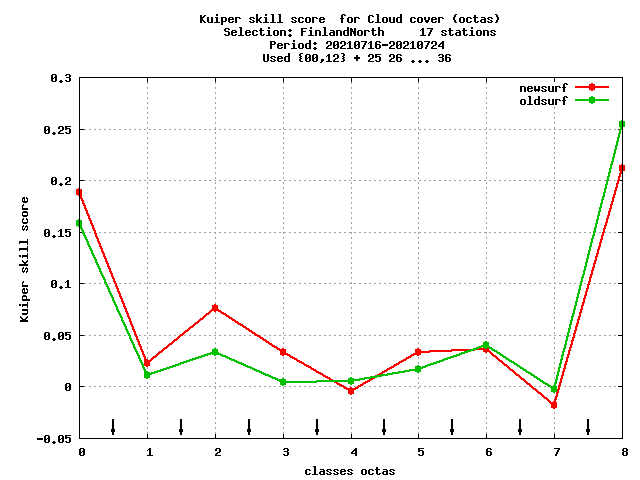 Kuiper skill score  for Cloud cover (octas)
Selection: FinlandNorth     17 stations
Period: 20210716-20210724
Used {00,12} + 25 26 ... 36
newsurf
oldsurf
0.3
0.25
0.2
0.15
0.1
0.05
0
-0.05
Kuiper skill score
0 1 2 3 4 5 6 7 8
classes octas